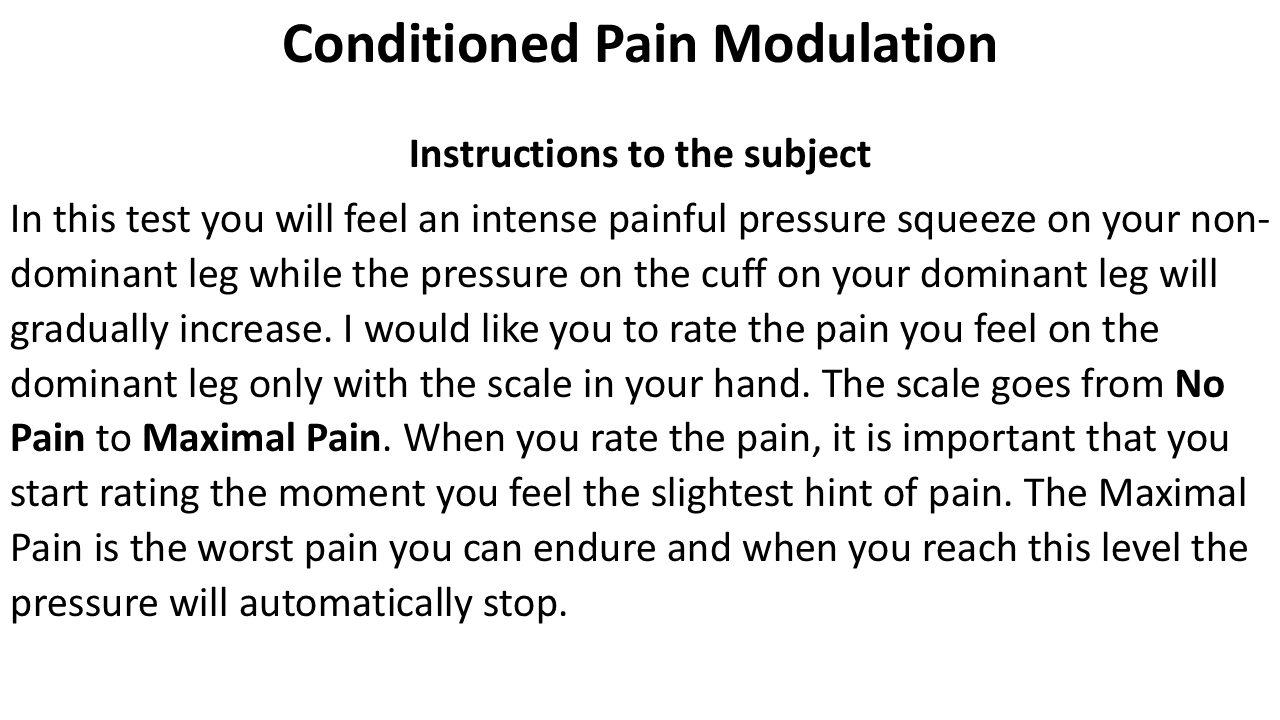 Conditioned Pain Modulation
Instructions to the subject
In this test you will feel an intense painful pressure squeeze on your non-
dominant leg while the pressure on the cuff on your dominant leg will
gradually increase. I would like you to rate the pain you feel on the
dominant leg only with the scale in your hand. The scale goes from No
Pain to Maximal Pain. When you rate the pain, it is important that you
start rating the moment you feel the slightest hint of pain. The Maximal
Pain is the worst pain you can endure and when you reach this level the
pressure will automatically stop.